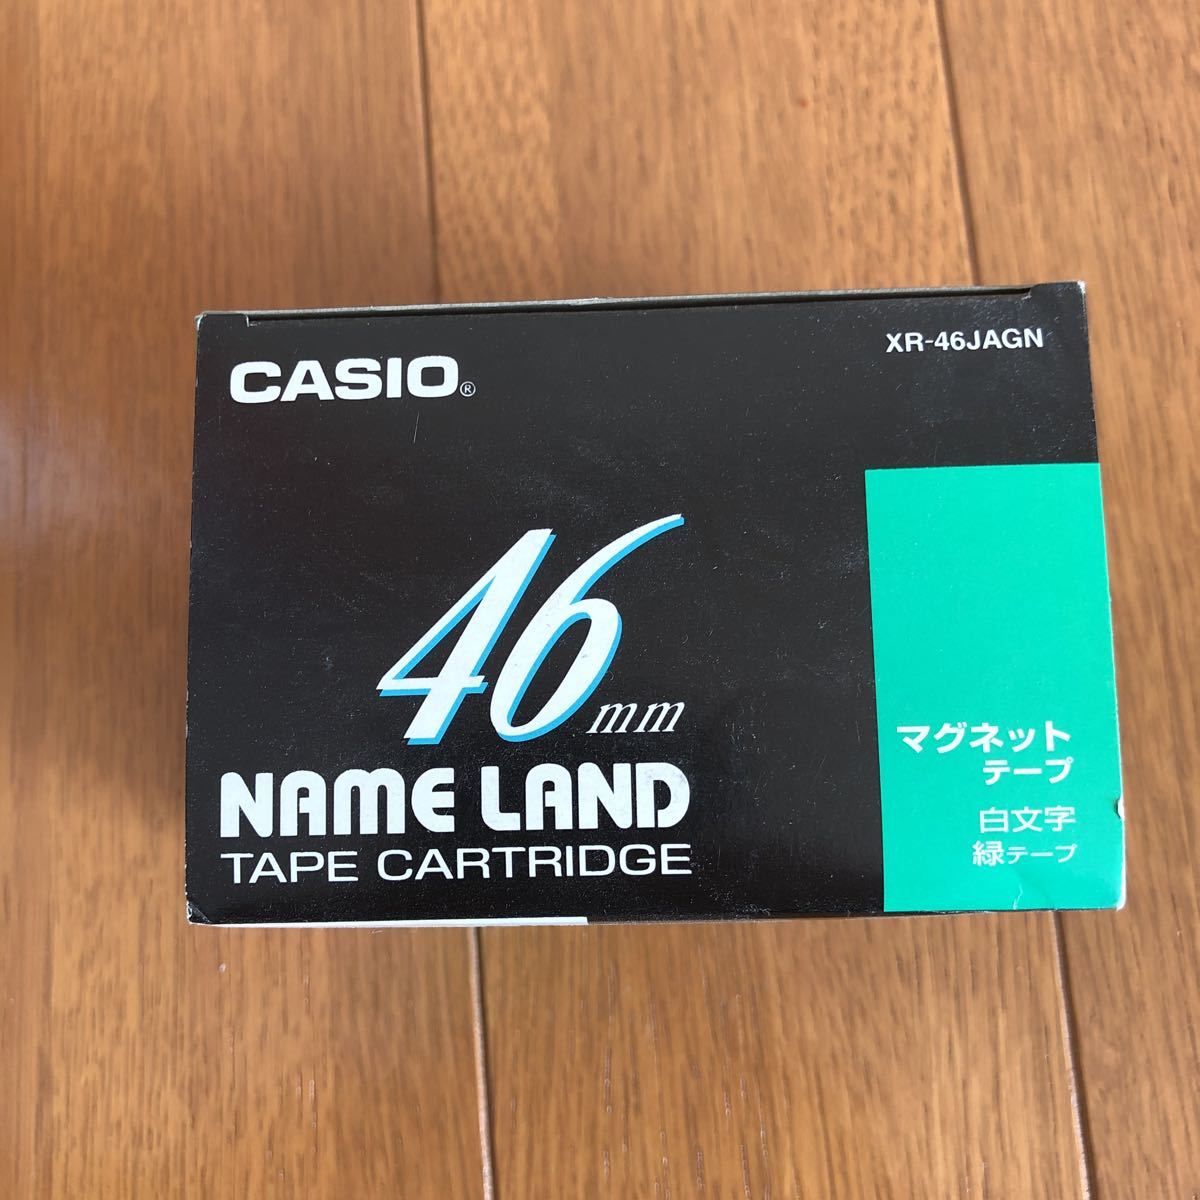 CASIO®
XR-46JAGN
46mm
NAME LAND
TAPE CARTRIDGE
マグネット
テープ
白文字
緑テープ